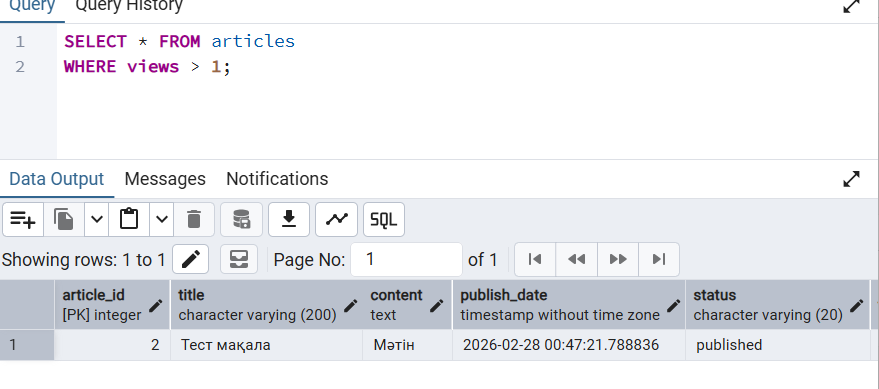 Query Query History
1 SELECT * FROM articles
2 WHERE views > 1;
Data Output Messages Notifications
SQL
Showing rows: 1 to 1 Page No: 1 of 1
article_id title content publish_date status
[PK] integer character varying (200) text timestamp without time zone character varying (20)
1 2 Тест мақала Мәтін 2026-02-28 00:47:21.788836 published